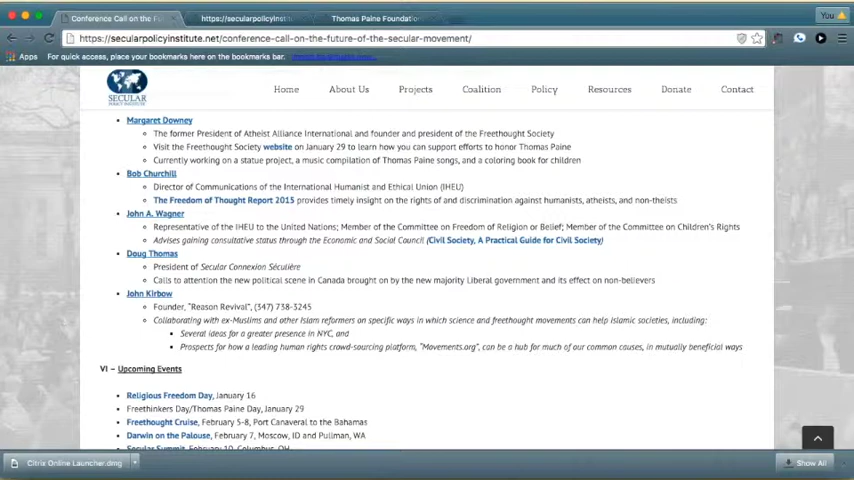 Conference Call on the Fu
https://secularpolicyinsti
Thomas Paine Foundation
You
https://secularpolicyinstitute.net/conference-call-on-the-future-of-the-secular-movement/
Apps For quick access, place your bookmarks here on the bookmarks bar.
SECULAR
POLICY INSTITUTE
Home About Us Projects Coalition Policy Resources Donate Contact
Margaret Downey
The former President of Atheist Alliance International and founder and president of the Freethought Society
Visit the Freethought Society website on January 29 to learn how you can support efforts to honor Thomas Paine
Currently working on a statue project, a music compilation of Thomas Paine songs, and a coloring book for children
Bob Churchill
Director of Communications of the International Humanist and Ethical Union (IHEU)
The Freedom of Thought Report 2015 provides timely insight on the rights of and discrimination against humanists, atheists, and non-theists
John A. Wagner
Representative of the IHEU to the United Nations; Member of the Committee on Freedom of Religion or Belief; Member of the Committee on Children's Rights
Advises gaining consultative status through the Economic and Social Council (Civil Society, A Practical Guide for Civil Society)
Doug Thomas
President of Secular Connexion Séculière
Calls to attention the new political scene in Canada brought on by the new majority Liberal government and its effect on non-believers
John Kirbow
Founder, "Reason Revival", (347) 738-3245
Collaborating with ex-Muslims and other Islam reformers on specific ways in which science and freethought movements can help Islamic societies, including:
Several ideas for a greater presence in NYC, and
Prospects for how a leading human rights crowd-sourcing platform, "Movements.org", can be a hub for much of our common causes, in mutually beneficial ways
VI – Upcoming Events
Religious Freedom Day, January 16
Freethinkers Day/Thomas Paine Day, January 29
Freethought Cruise, February 5-8, Port Canaveral to the Bahamas
Darwin on the Palouse, February 7, Moscow, ID and Pullman, WA
Secular Summit, February 10, Columbus, OH
Citrix Online Launcher.dmg
Show All